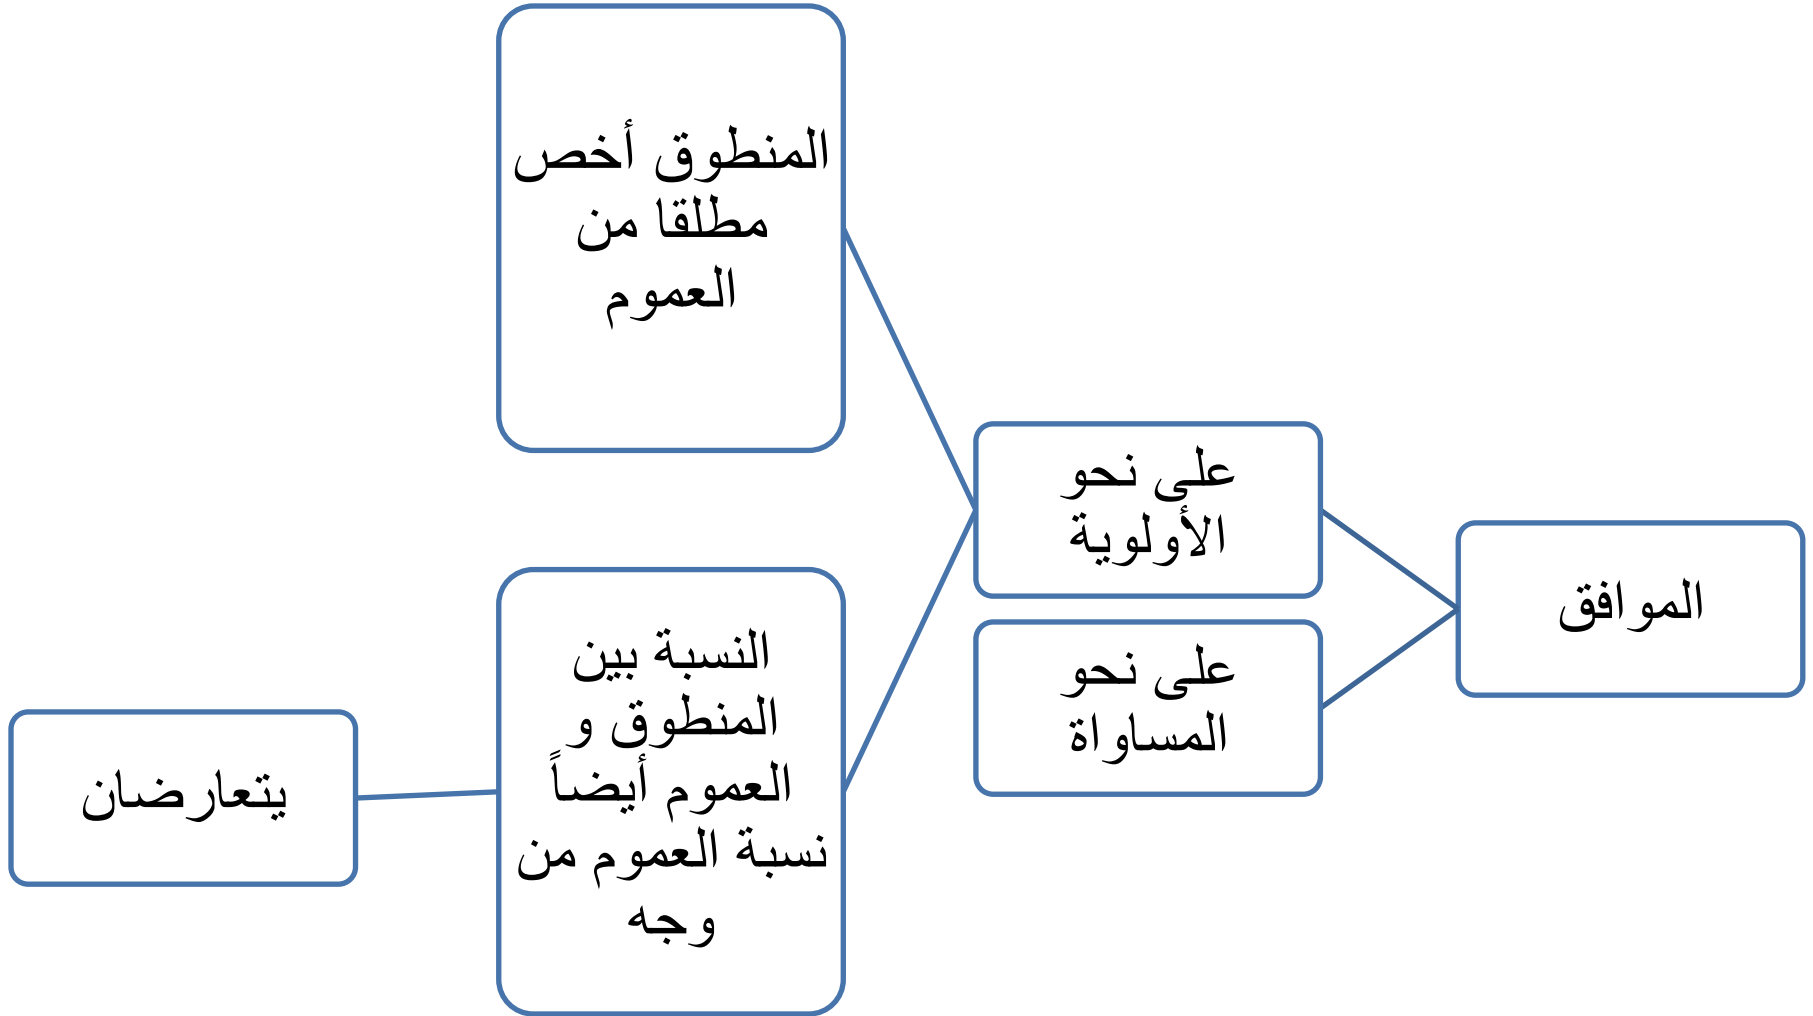 الموافق
على نحو
الأولوية
على نحو
المساواة
المنطوق أخص
مطلقا من
العموم
النسبة بين
المنطوق و
العموم أيضاً
نسبة العموم من
وجه
يتعارضان